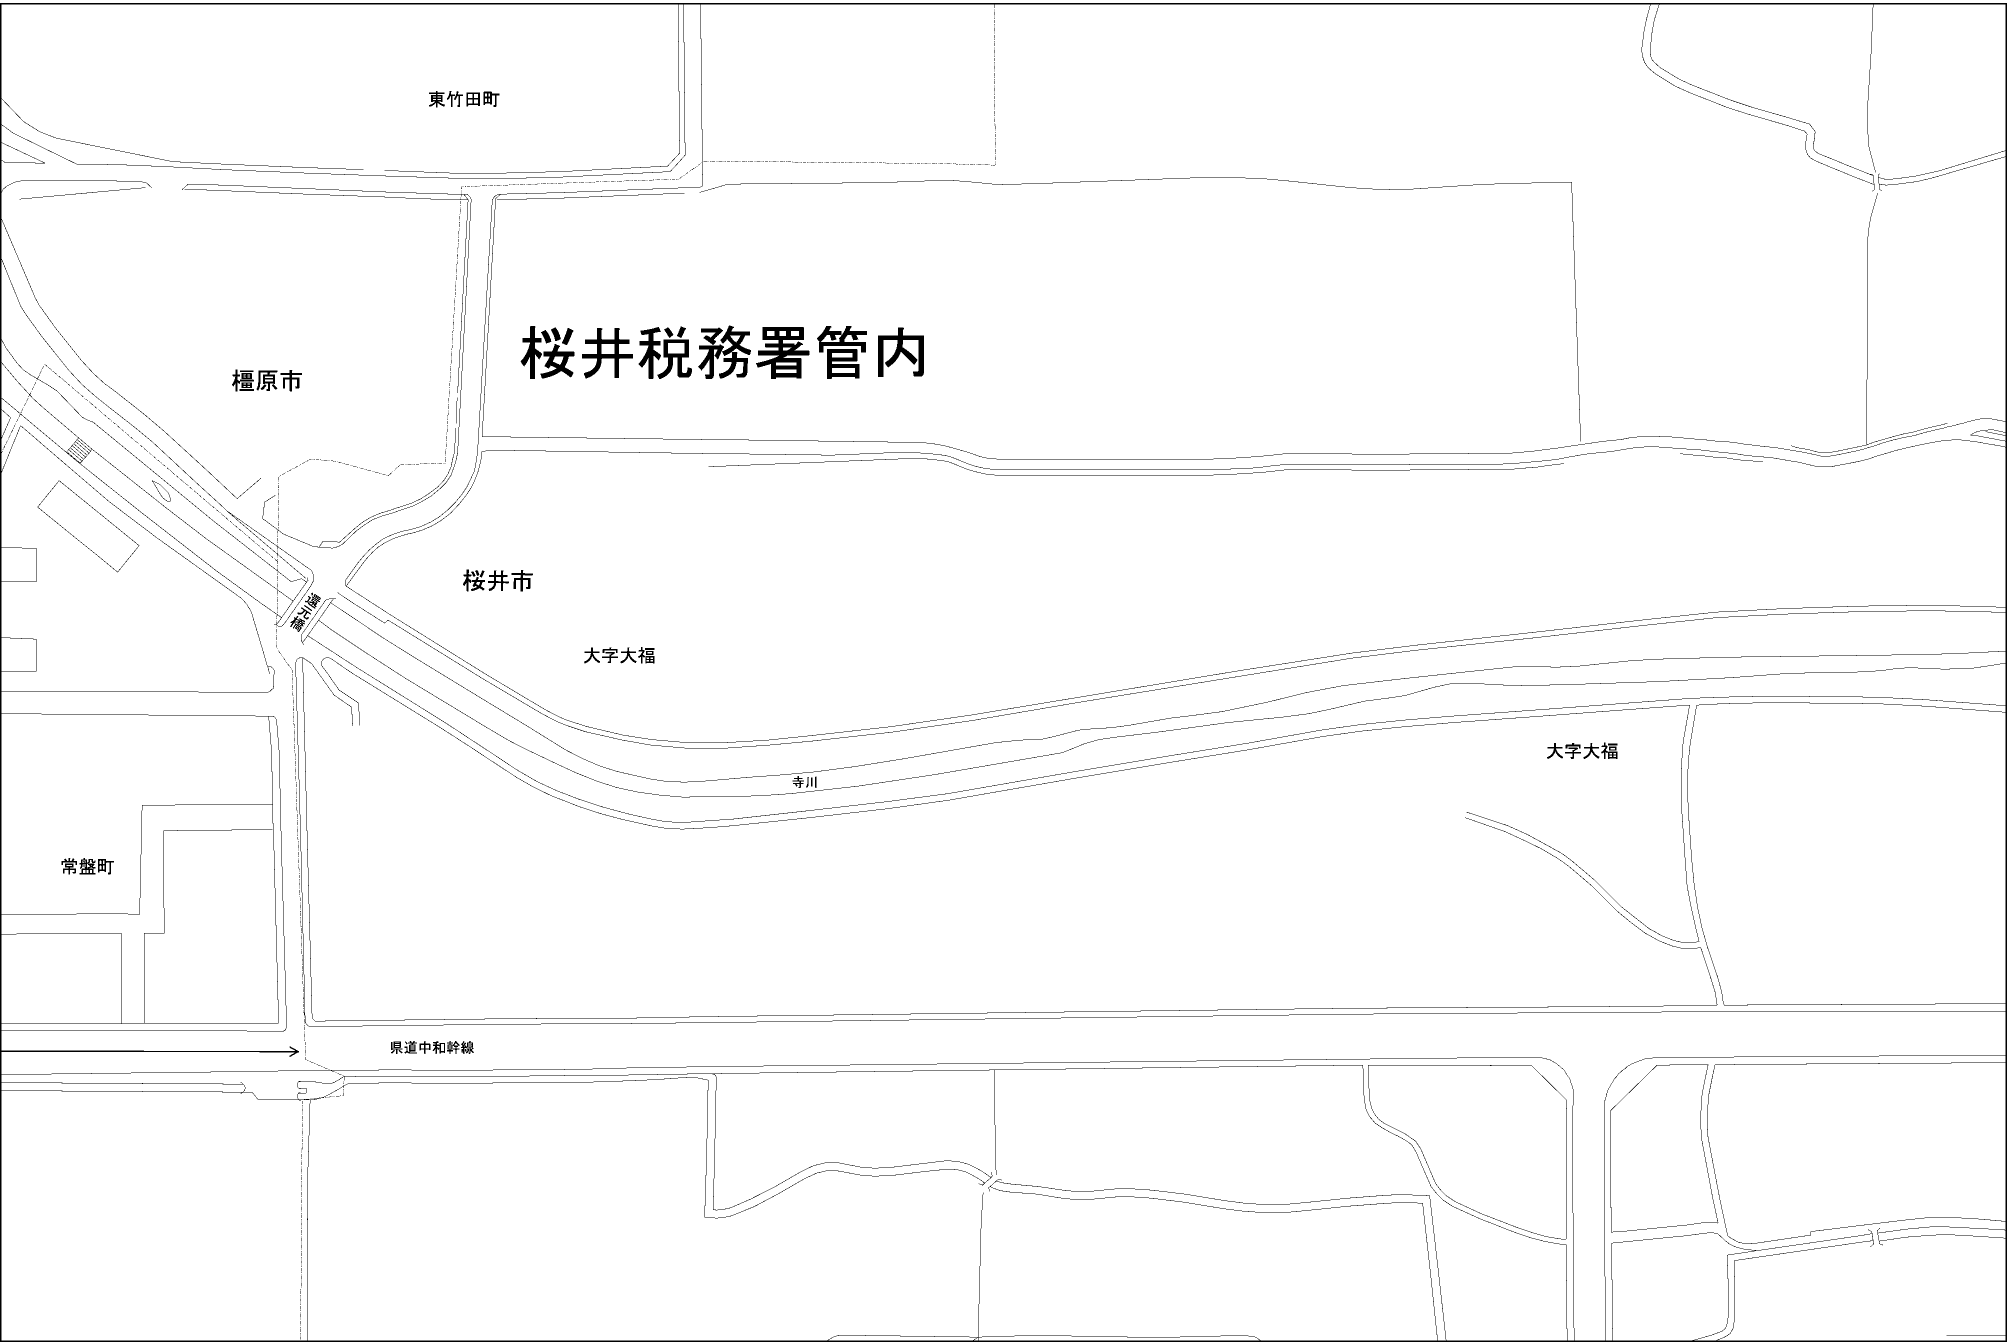 東竹田町
桜井税務署管内
橿原市
桜井市
還元橋
大字大福
大字大福
寺川
常盤町
県道中和幹線